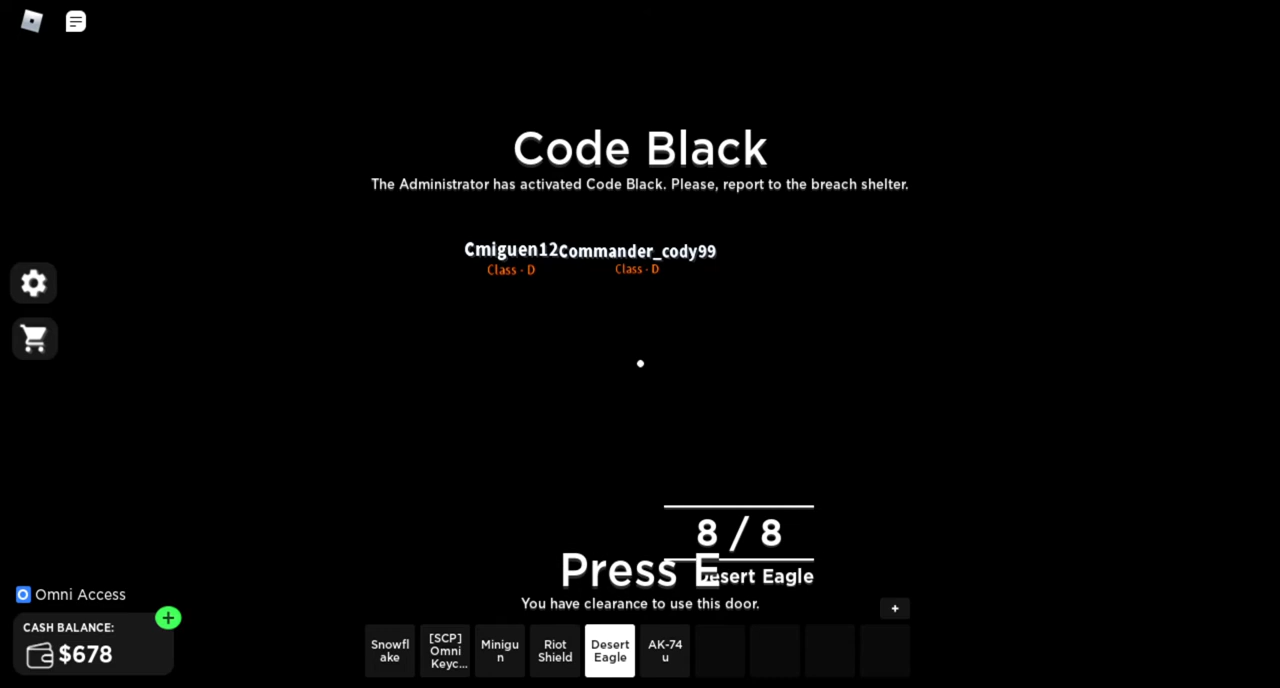 Code Black
The Administrator has activated Code Black. Please, report to the breach shelter.
Cmiguen12
Class - D
Commander_cody99
Class - D
8 / 8
Desert Eagle
Press E
You have clearance to use this door.
Omni Access
CASH BALANCE:
$678
+
+
Snowfl
ake
[SCP]
Omni
Keyc...
Minigu
n
Riot
Shield
Desert
Eagle
AK-74
u